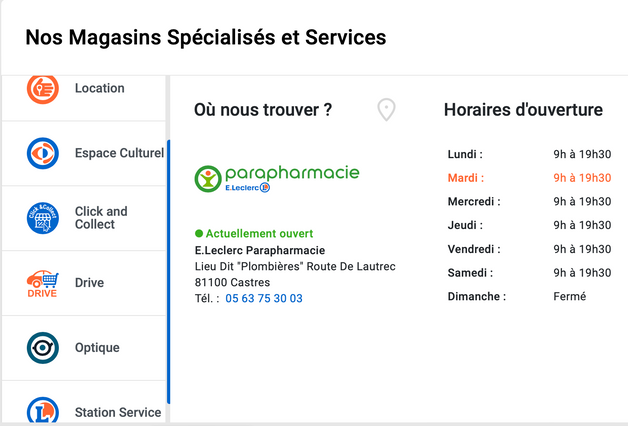 Nos Magasins Spécialisés et Services
Location
Espace Culturel
Click & Collect
Click and
Collect
DRIVE
Drive
Optique
L
Station Service
Où nous trouver ?
parapharmacie
E.Leclerc L
Actuellement ouvert
E.Leclerc Parapharmacie
Lieu Dit "Plombières" Route De Lautrec
81100 Castres
Tél. : 05 63 75 30 03
Horaires d'ouverture
Lundi : 9h à 19h30
Mardi : 9h à 19h30
Mercredi : 9h à 19h30
Jeudi : 9h à 19h30
Vendredi : 9h à 19h30
Samedi : 9h à 19h30
Dimanche : Fermé